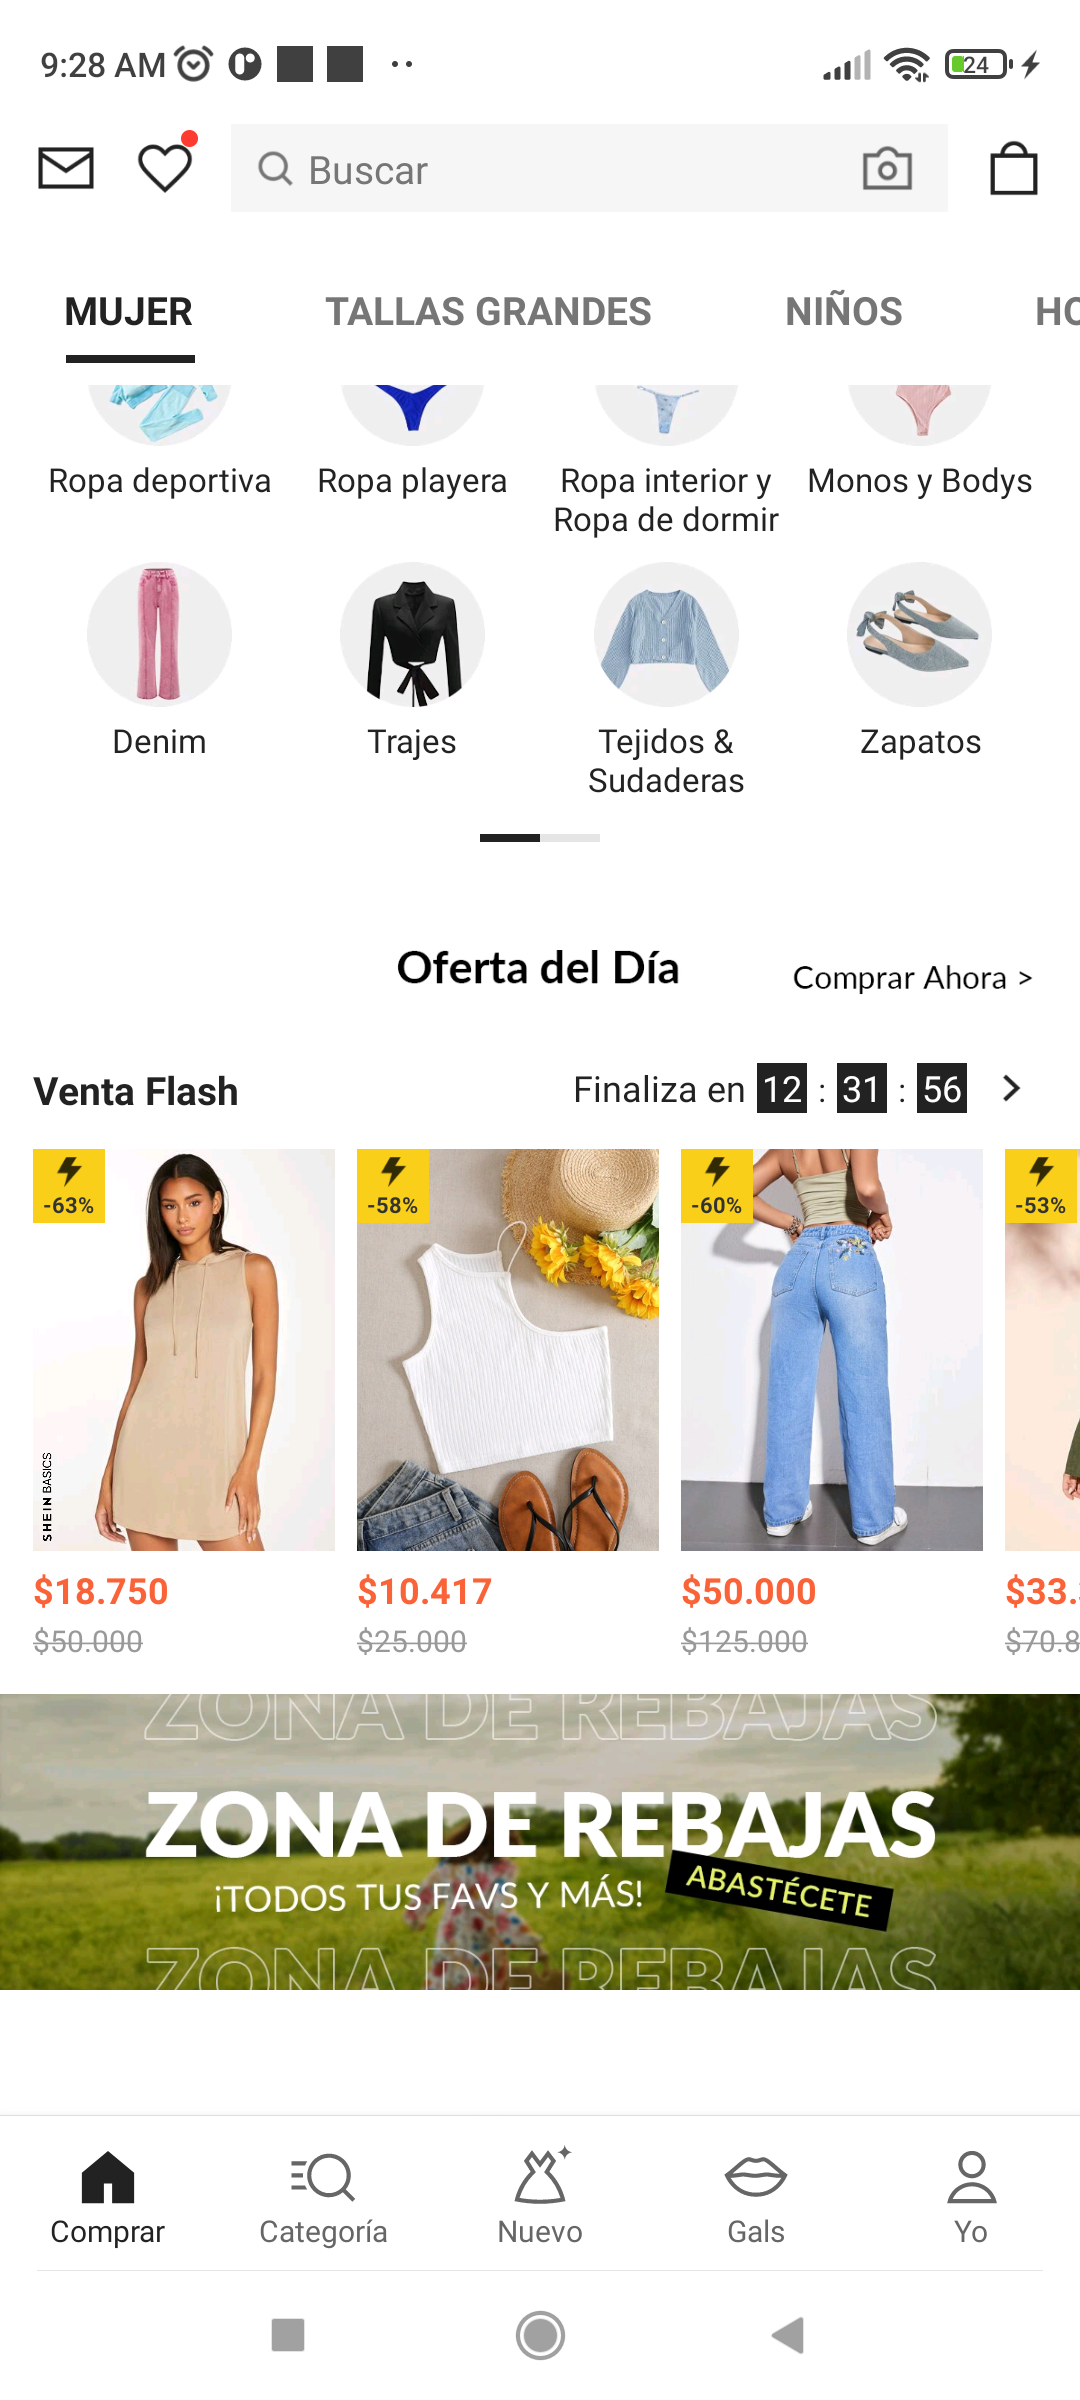 9:28 AM
24
Buscar
MUJER
TALLAS GRANDES
NIÑOS
Ropa deportiva
Ropa playera
Ropa interior y
Ropa de dormir
Monos y Bodys
Denim
Trajes
Tejidos &
Sudaderas
Zapatos
Oferta del Día
Comprar Ahora >
Venta Flash
Finaliza en 12 : 31 : 56
-63%
-58%
-60%
-53%
SHEIN BASICS
$18.750
$10.417
$50.000
$33.
$50.000
$25.000
$125.000
$70.8
ZONA DE REBAJAS
ZONA DE REBAJAS
¡TODOS TUS FAVS Y MÁS!
ABASTÉCETE
ZONA DE REBAJAS
Comprar
Categoría
Nuevo
Gals
Yo